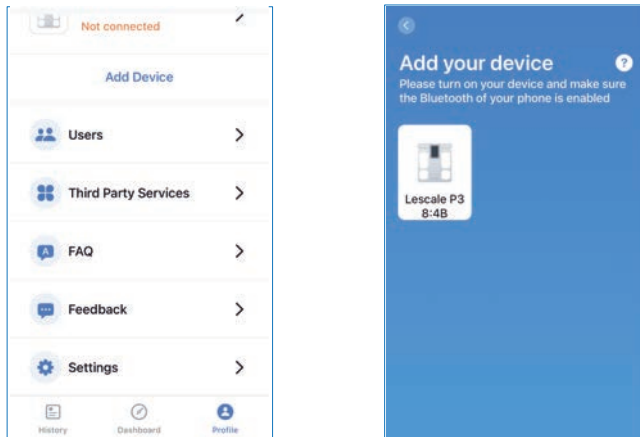 Not connected
Add Device
Users
Third Party Services
FAQ
Feedback
Settings
History
Dashboard
Profile
Add your device
?
Please turn on your device and make sure
the Bluetooth of your phone is enabled
Lescale P3
8:4B